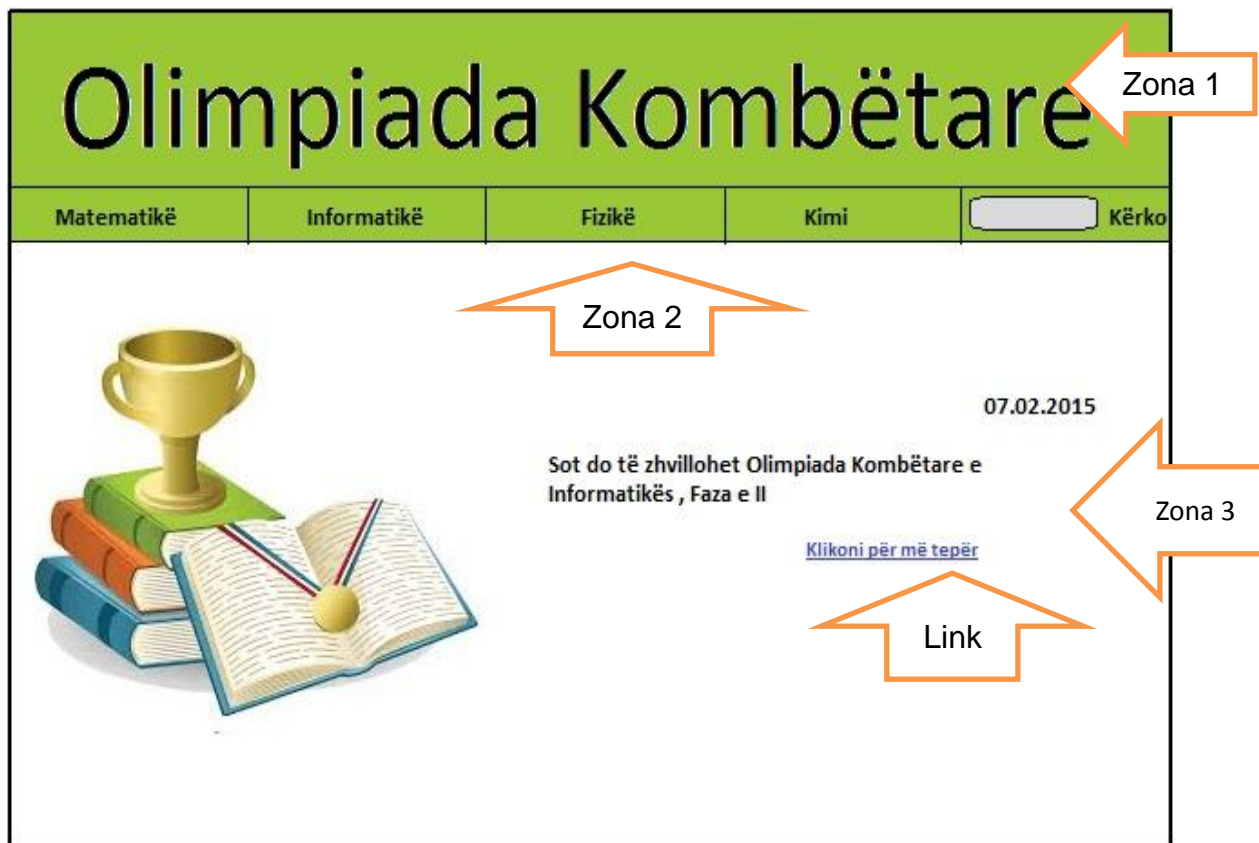 Olimpiada Kombëtare
Zona 1
Matematikë Informatikë Fizikë Kimi Kërko
Zona 2
07.02.2015
Sot do të zhvillohet Olimpiada Kombëtare e
Informatikës , Faza e II
Zona 3
Klikoni për më tepër
Link